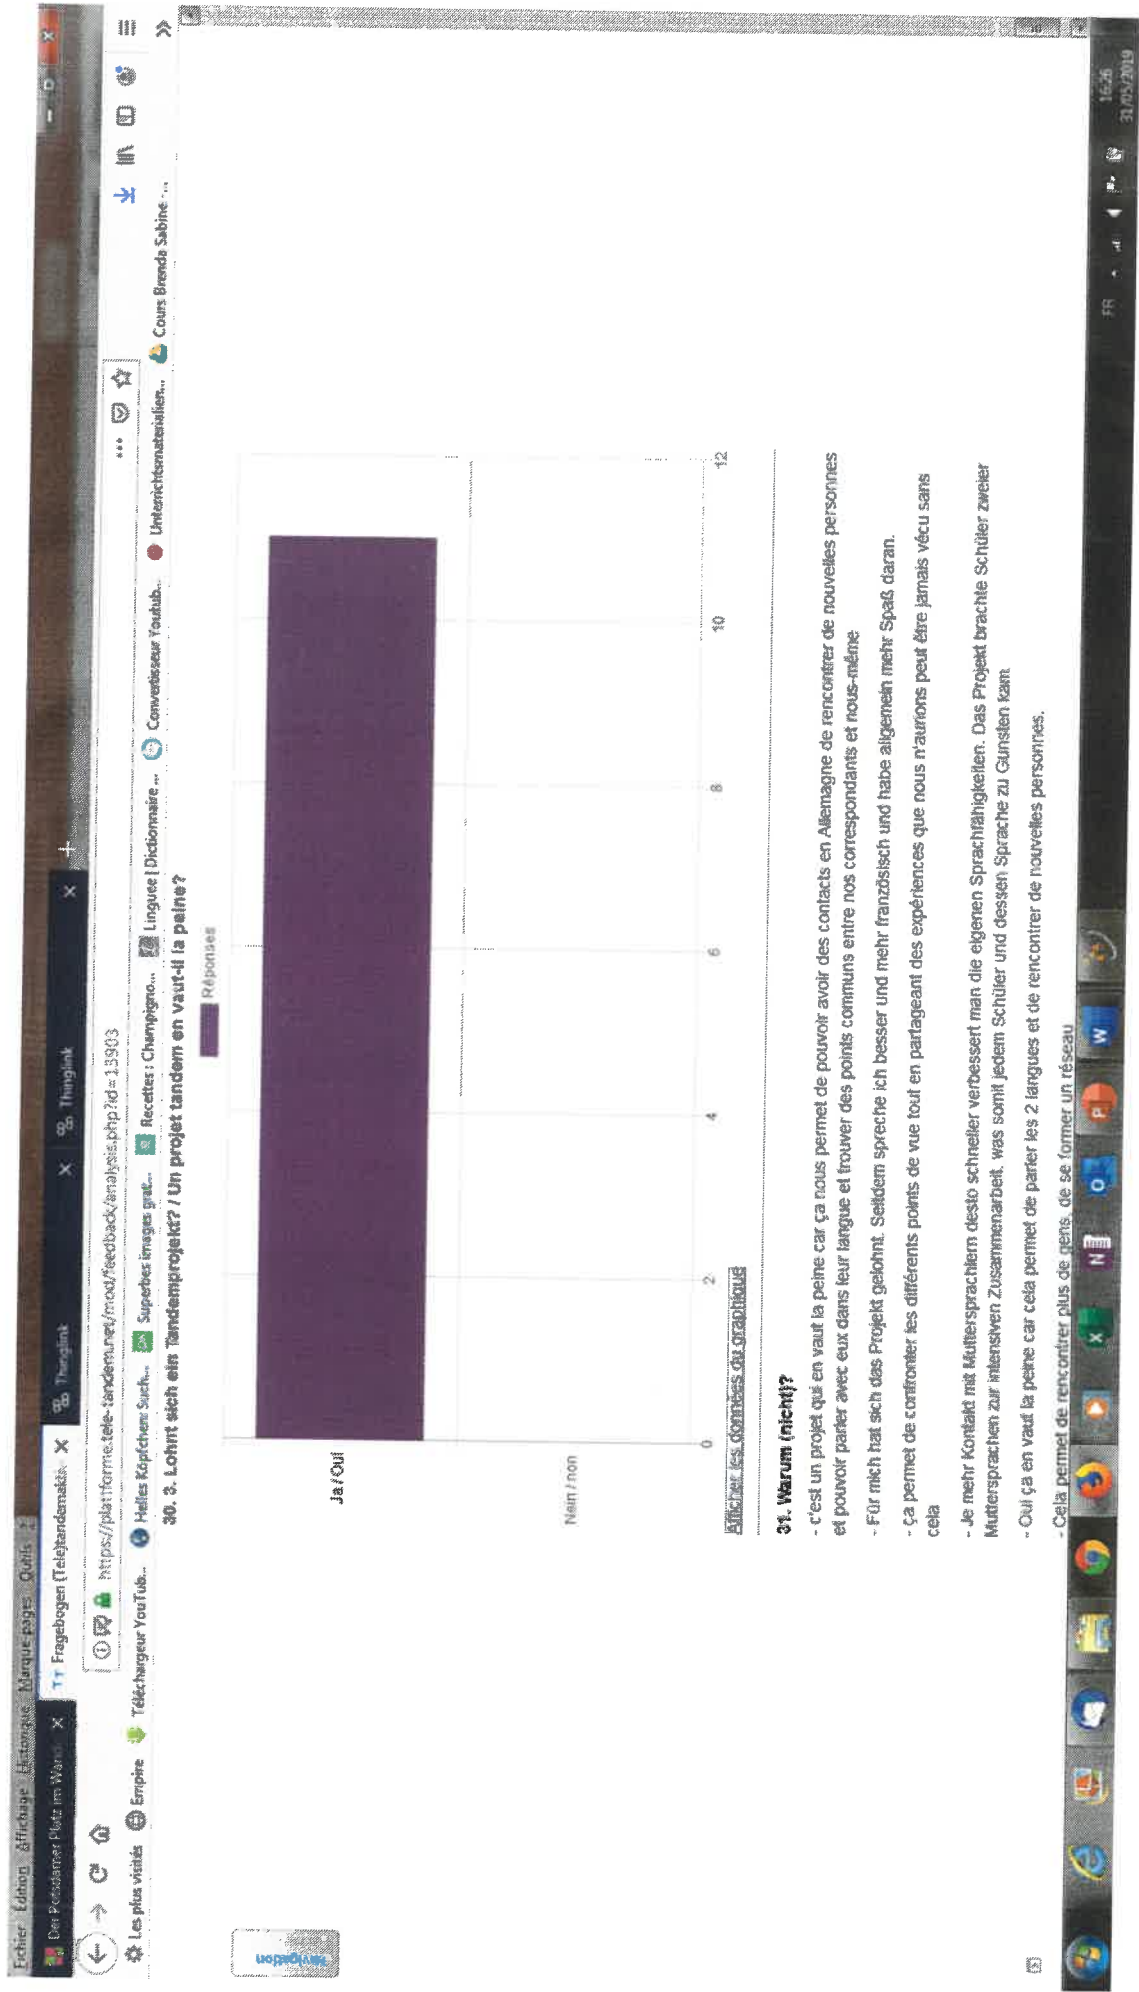 Fichier Édition Affichage Historique Marque-pages Outils ?
Der Potsdamer Platz im Wand
Fragebogen (Tele)tandemaktiv
Thinglink
Thinglink
https://plattforme.tele-tandem.net/mod/feedback/analysis.php?id=13903
Les plus visités
Empire
Téléchargeur YouTub...
Helles Köpfchen: Such...
Superbes images grat...
Recettes : Champigno...
Linguee | Dictionnaire ...
Convertisseur Youtub...
Unterrichtsmaterialien...
Cours Brenda Sabine -...
Navigation
30. 3. Lohnt sich ein Tandemprojekt? / Un projet tandem en vaut-il la peine?
Réponses
Ja / Oui
Nein / non
0 2 4 6 8 10 12
Afficher les données du graphique
31. Warum (nicht)?
- c'est un projet qui en vaut la peine car ça nous permet de pouvoir avoir des contacts en Allemagne de rencontrer de nouvelles personnes
et pouvoir parler avec eux dans leur langue et trouver des points communs entre nos correspondants et nous-même
- Für mich hat sich das Projekt gelohnt. Seitdem spreche ich besser und mehr französisch und habe allgemein mehr Spaß daran.
- ça permet de confronter les différents points de vue tout en partageant des expériences que nous n'aurions peut être jamais vécu sans
cela
- Je mehr Kontakt mit Muttersprachlern desto schneller verbessert man die eigenen Sprachfähigkeiten. Das Projekt brachte Schüler zweier
Muttersprachen zur intensiven Zusammenarbeit, was somit jedem Schüler und dessen Sprache zu Gunsten kam
- Oui ça en vaut la peine car cela permet de parler les 2 langues et de rencontrer de nouvelles personnes.
- Cela permet de rencontrer plus de gens, de se former un réseau
FR
16:26
31/05/2019